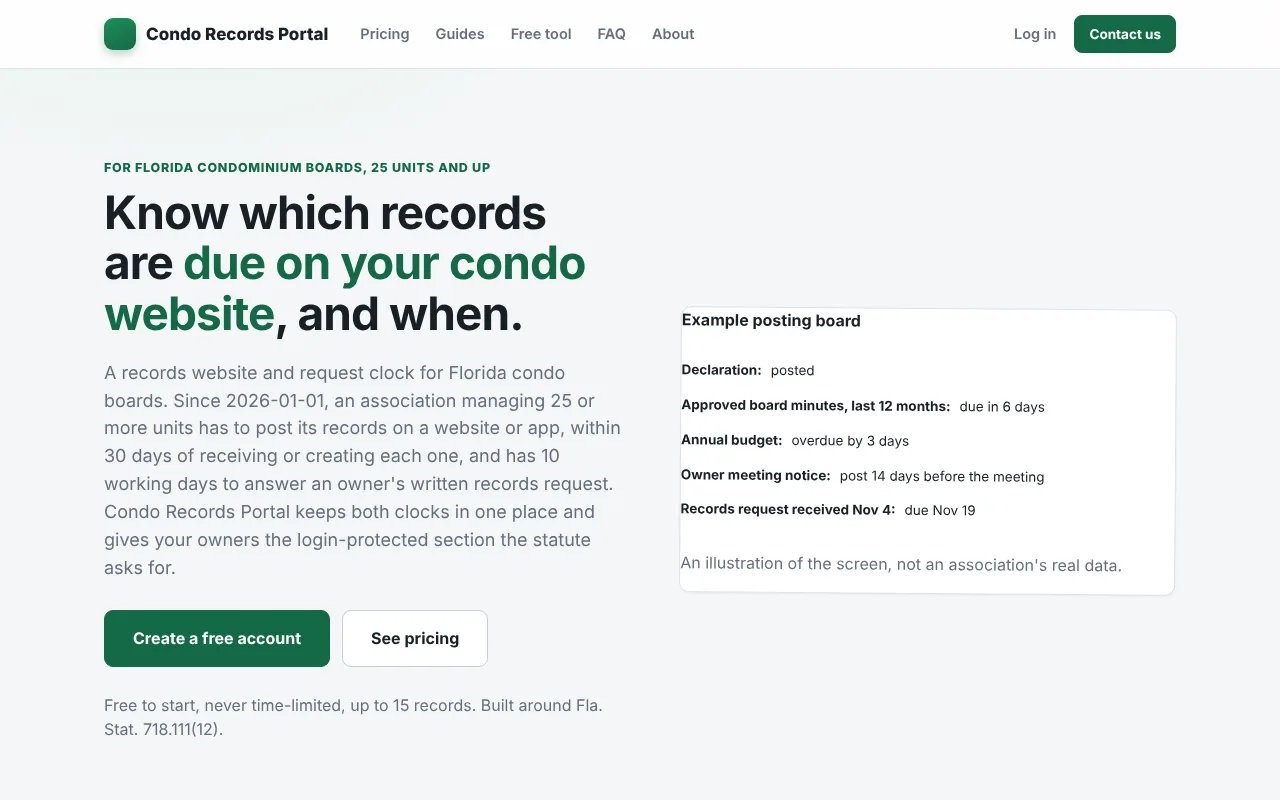 Condo Records Portal
Pricing
Guides
Free tool
FAQ
About
Log in
Contact us
FOR FLORIDA CONDOMINIUM BOARDS, 25 UNITS AND UP
Know which records
are due on your condo
website, and when.
A records website and request clock for Florida condo
boards. Since 2026-01-01, an association managing 25 or
more units has to post its records on a website or app, within
30 days of receiving or creating each one, and has 10
working days to answer an owner's written records request.
Condo Records Portal keeps both clocks in one place and
gives your owners the login-protected section the statute
asks for.
Create a free account
See pricing
Free to start, never time-limited, up to 15 records. Built around Fla.
Stat. 718.111(12).
Example posting board
Declaration: posted
Approved board minutes, last 12 months: due in 6 days
Annual budget: overdue by 3 days
Owner meeting notice: post 14 days before the meeting
Records request received Nov 4: due Nov 19
An illustration of the screen, not an association's real data.